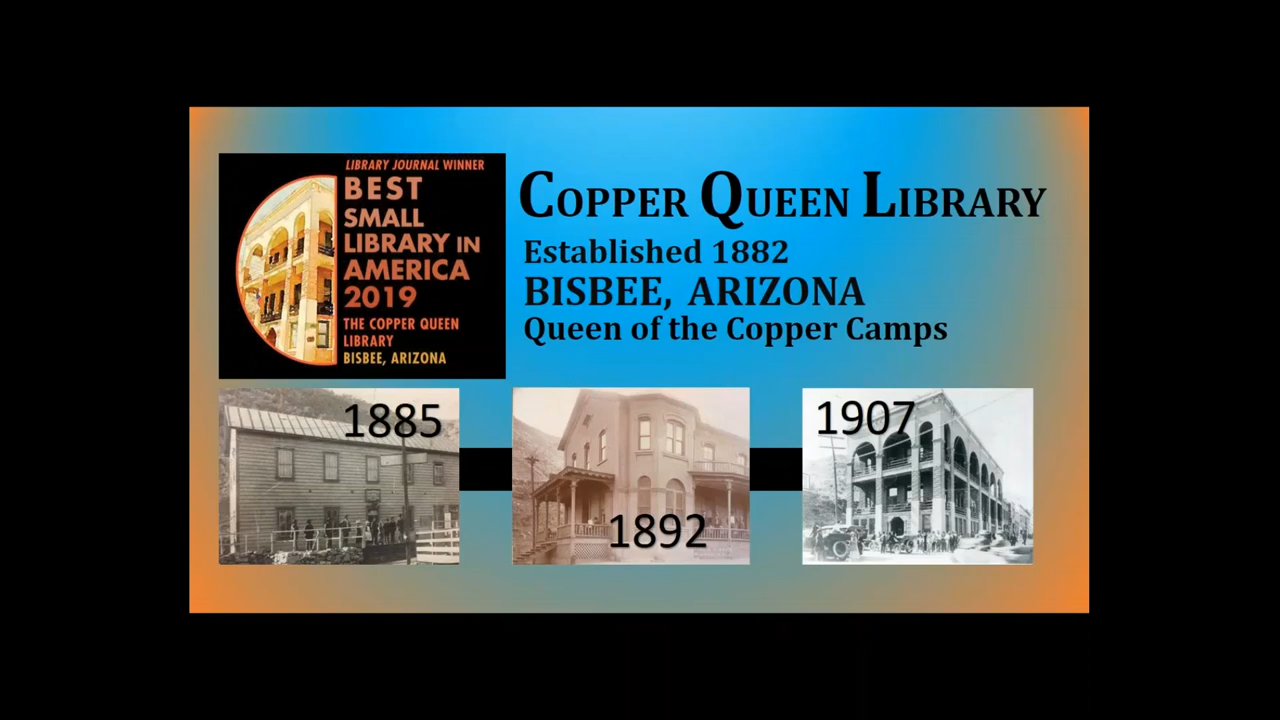 LIBRARY JOURNAL WINNER
BEST
SMALL
LIBRARY IN
AMERICA
2019
THE COPPER QUEEN
LIBRARY
BISBEE, ARIZONA
COPPER QUEEN LIBRARY
Established 1882
BISBEE, ARIZONA
Queen of the Copper Camps
1885
1892
1907